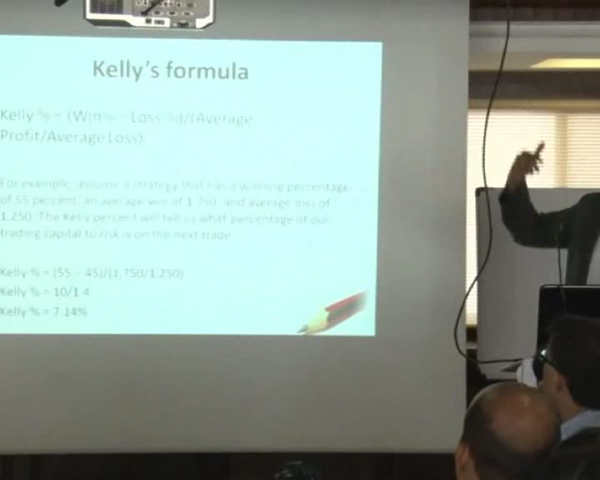 Kelly's formula
Kelly % = (Win% - Loss %)/(Average
Profit/Average Loss)
For example, assume a strategy that has a winning percentage
of 55 percent, an average win of 1,750, and average loss of
1,250. The Kelly percent will tell us what percentage of our
trading capital to risk is on the next trade
Kelly % = (55 – 45)/(1,750/1,250)
Kelly % = 10/1.4
Kelly % = 7.14%